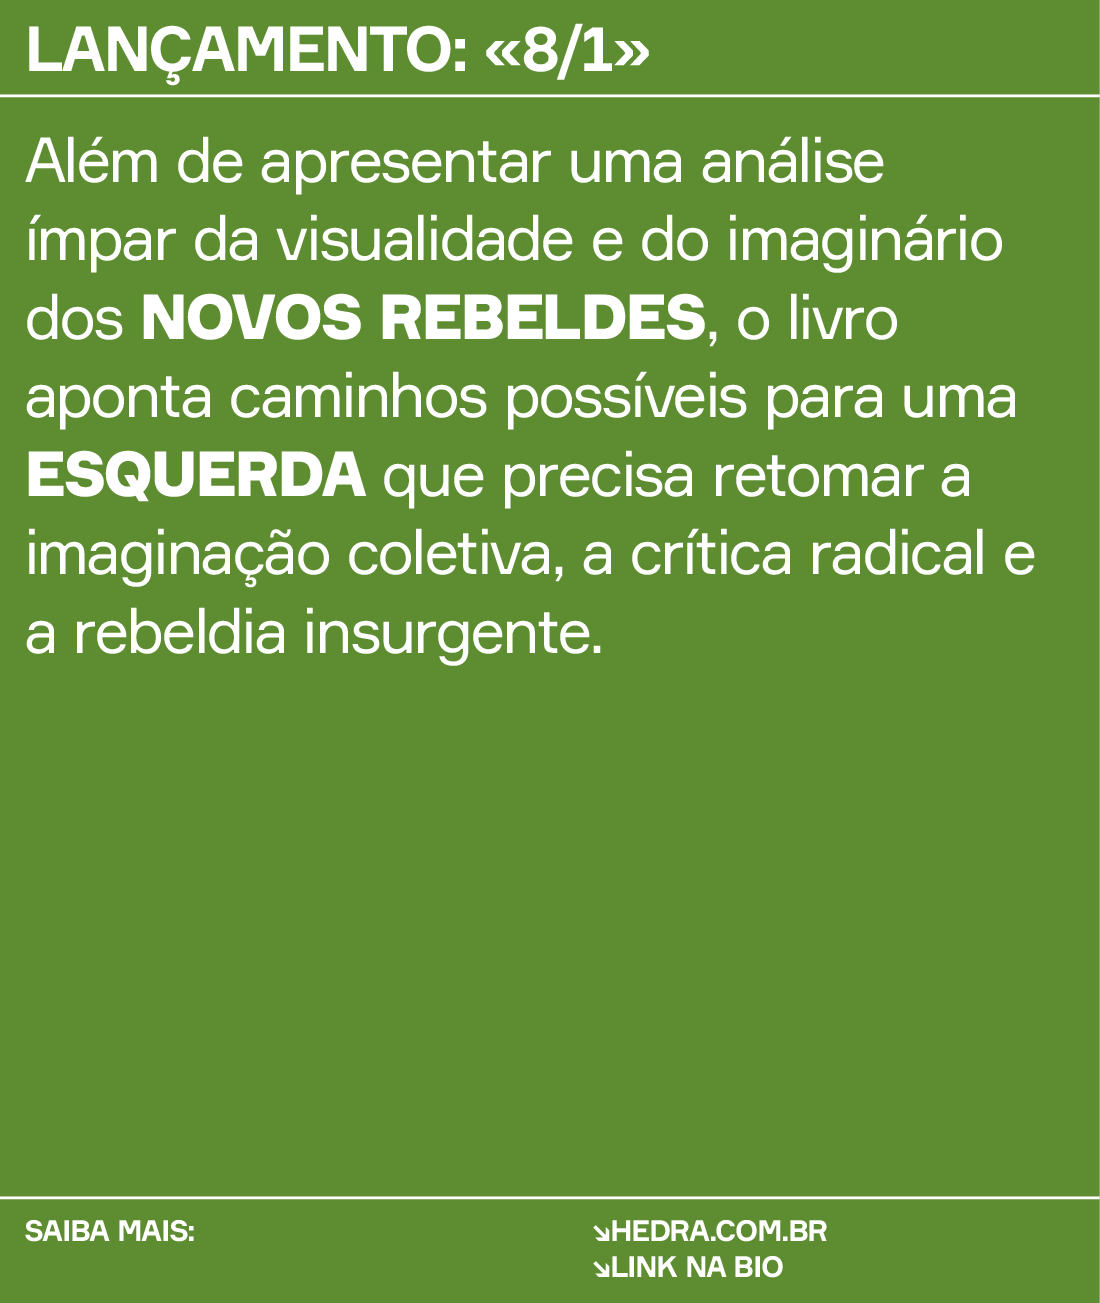 LANÇAMENTO: «8/1»
Além de apresentar uma análise
ímpar da visualidade e do imaginário
dos NOVOS REBELDES, o livro
aponta caminhos possíveis para uma
ESQUERDA que precisa retomar a
imaginação coletiva, a crítica radical e
a rebeldia insurgente.
SAIBA MAIS:
↘HEDRA.COM.BR
↘LINK NA BIO